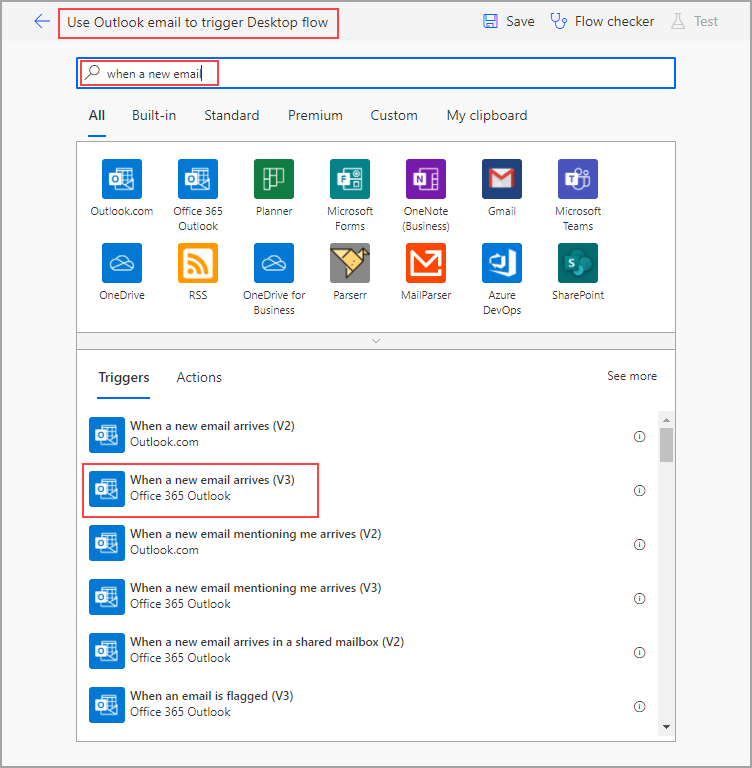 Use Outlook email to trigger Desktop flow
Save
Flow checker
Test
when a new email
All
Built-in
Standard
Premium
Custom
My clipboard
Outlook.com
Office 365
Outlook
Planner
Microsoft
Forms
OneNote
(Business)
Gmail
Microsoft
Teams
OneDrive
RSS
OneDrive for
Business
Parserr
MailParser
Azure
DevOps
SharePoint
Triggers
Actions
See more
When a new email arrives (V2)
Outlook.com
When a new email arrives (V3)
Office 365 Outlook
When a new email mentioning me arrives (V2)
Outlook.com
When a new email mentioning me arrives (V3)
Office 365 Outlook
When a new email arrives in a shared mailbox (V2)
Office 365 Outlook
When an email is flagged (V3)
Office 365 Outlook